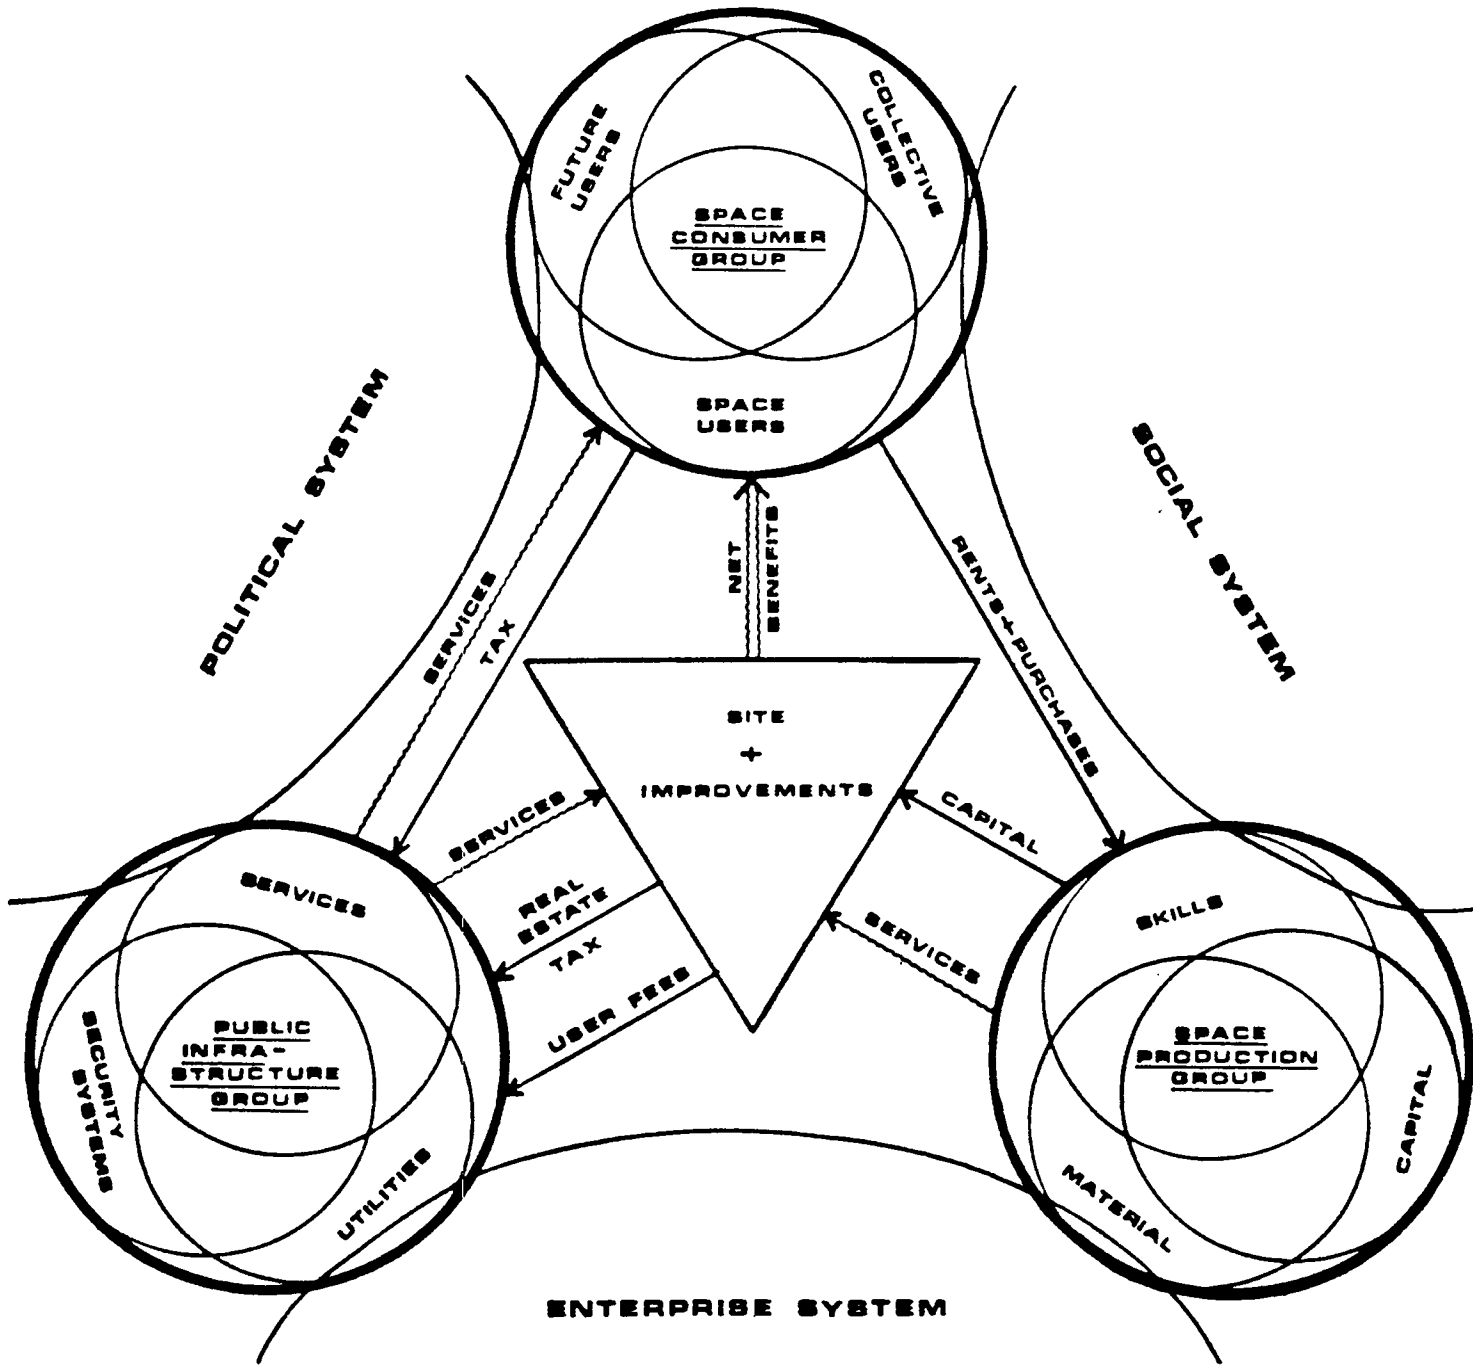 FUTURE
USERS
COLLECTIVE
USERS
SPACE
CONSUMER
GROUP
SPACE
USERS
POLITICAL SYSTEM
SOCIAL SYSTEM
SERVICES
TAX
NET
BENEFITS
RENTS + PURCHASES
SITE
+
IMPROVEMENTS
SERVICES
REAL
ESTATE
TAX
USER FEES
CAPITAL
SERVICES
SERVICES
SECURITY
SYSTEMS
PUBLIC
INFRA-
STRUCTURE
GROUP
UTILITIES
SKILLS
SPACE
PRODUCTION
GROUP
CAPITAL
MATERIAL
ENTERPRISE SYSTEM